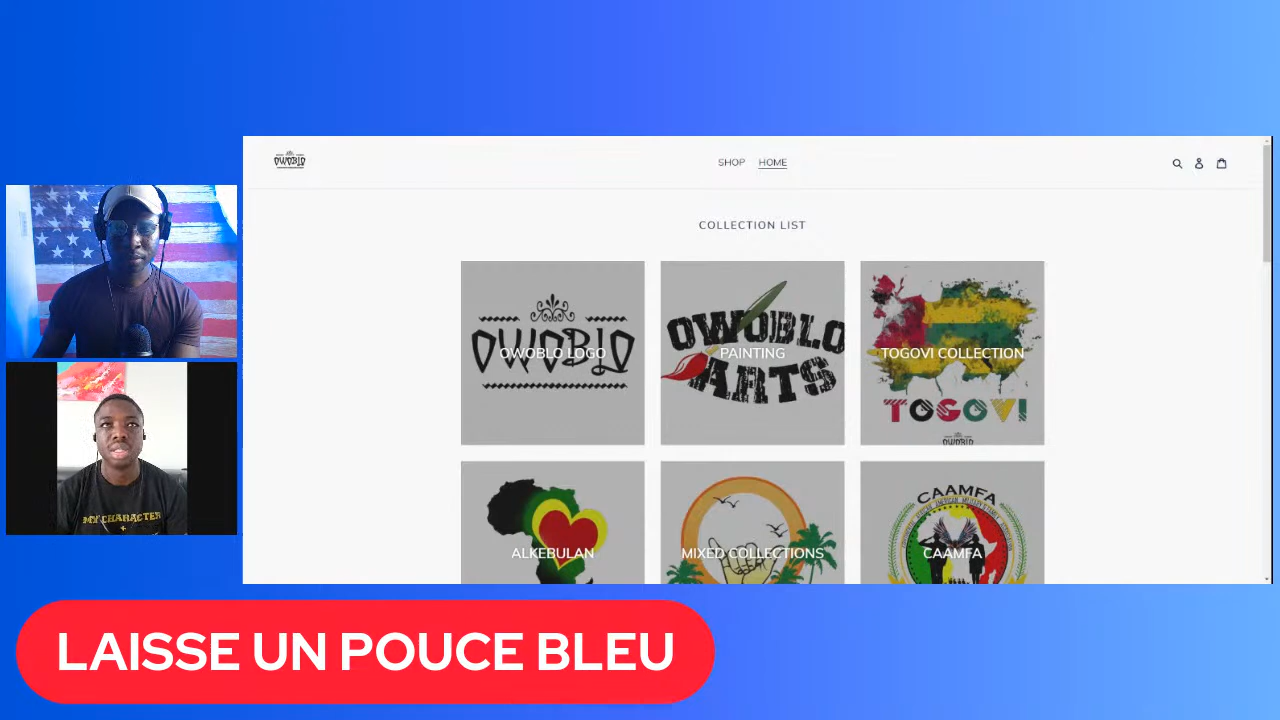 OWOBLO
SHOP
HOME
COLLECTION LIST
OWOBLO
OWOBLO LOGO
OWOBLO
ARTS
PAINTING
TOGOVI COLLECTION
TOGOVI
OWOBLO
ALKEBULAN
MIXED COLLECTIONS
CAAMFA
CAAMFA
MY CHARACTER
+
LAISSE UN POUCE BLEU